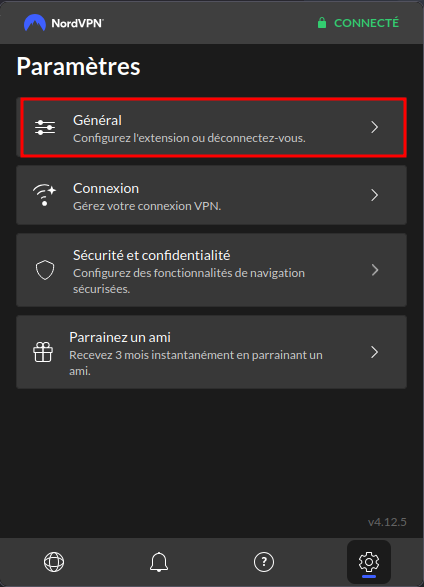 NordVPN
CONNECTÉ
Paramètres
Général
Configurez l'extension ou déconnectez-vous.
Connexion
Gérez votre connexion VPN.
Sécurité et confidentialité
Configurez des fonctionnalités de navigation
sécurisées.
Parrainez un ami
Recevez 3 mois instantanément en parrainant un
ami.
v4.12.5
?